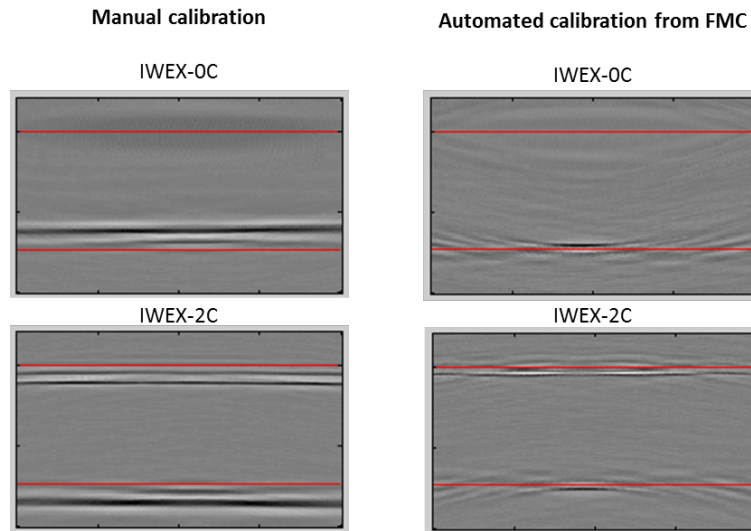 Manual calibration
Automated calibration from FMC
IWEX-0C
IWEX-0C
IWEX-2C
IWEX-2C